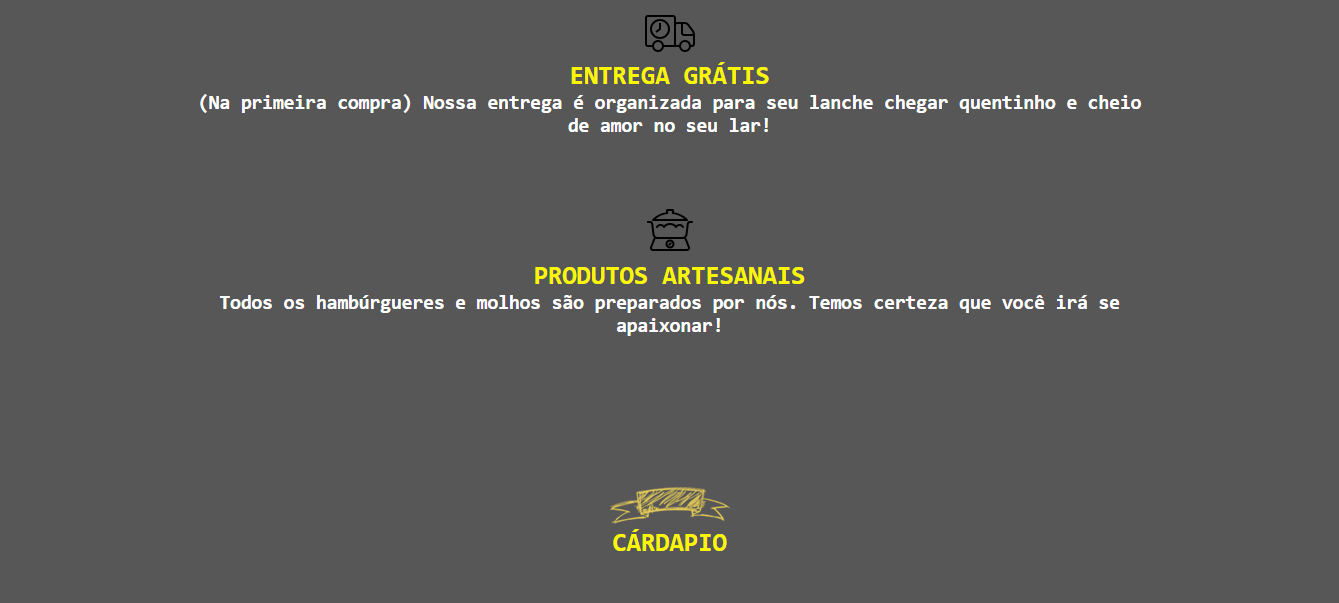 ENTREGA GRÁTIS
(Na primeira compra) Nossa entrega é organizada para seu lanche chegar quentinho e cheio
de amor no seu lar!
PRODUTOS ARTESANAIS
Todos os hambúrgueres e molhos são preparados por nós. Temos certeza que você irá se
apaixonar!
CÁRDAPIO